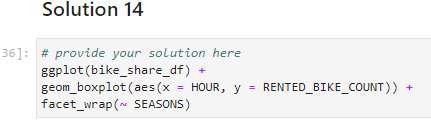 Solution 14
36]: # provide your solution here
ggplot(bike_share_df) +
geom_boxplot(aes(x = HOUR, y = RENTED_BIKE_COUNT)) +
facet_wrap(~ SEASONS)